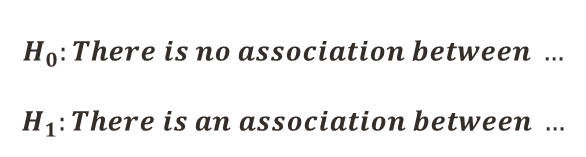 H₀: There is no association between ...
H₁: There is an association between ...